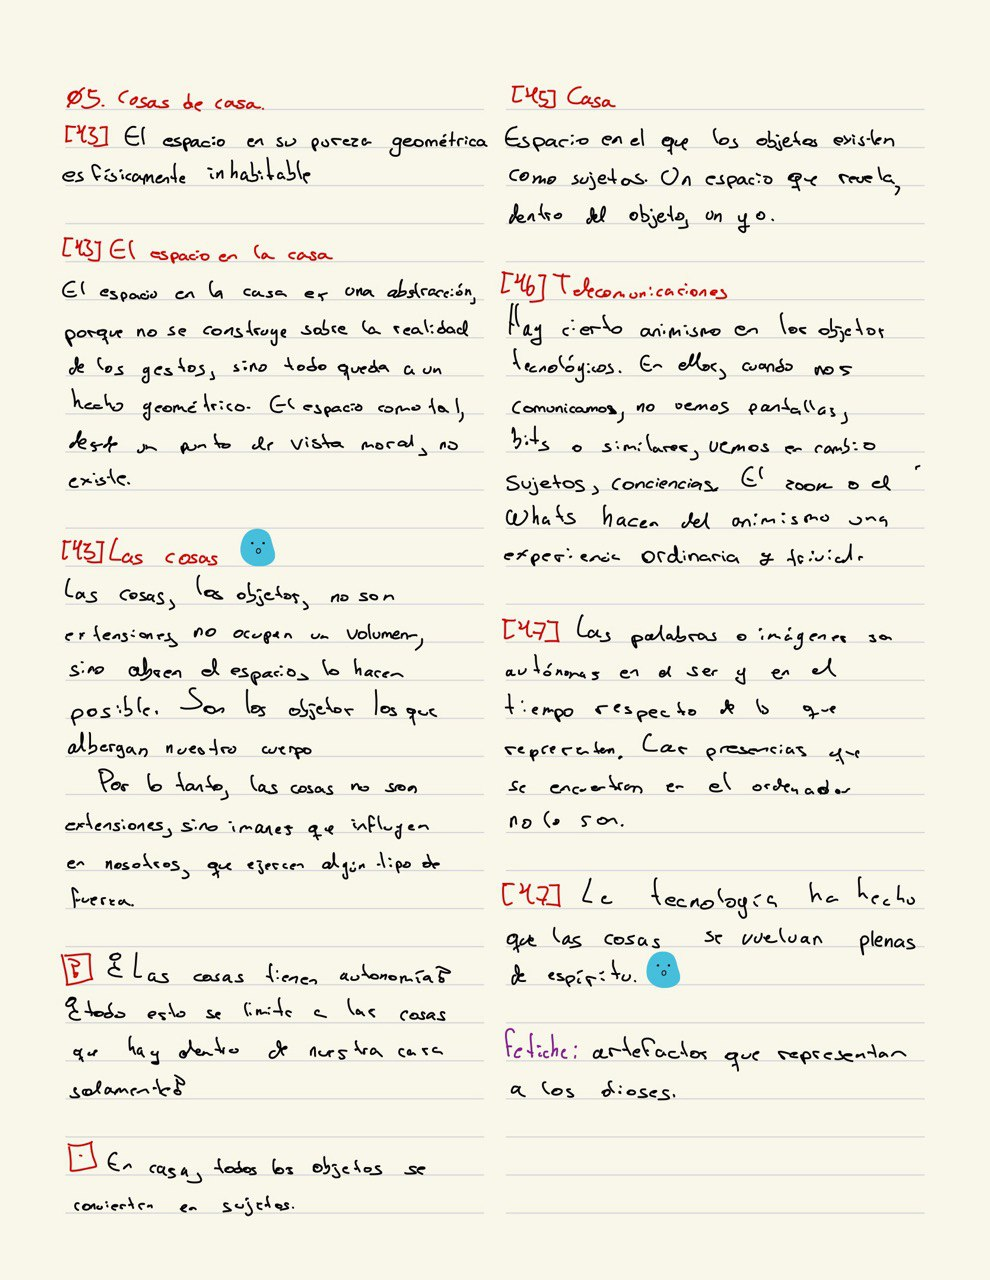 Ø5. Cosas de casa.
[43] El espacio en su pureza geométrica
es físicamente inhabitable
[43] El espacio en la casa
El espacio en la casa es una abstracción,
porque no se construye sobre la realidad
de los gestos, sino todo queda a un
hecho geométrico. El espacio como tal,
desde un punto de vista moral, no
existe.
[43] Las cosas
Las cosas, los objetos, no son
extensiones, no ocupan un volumen,
sino abren el espacio, lo hacen
posible. Son los objetos los que
albergan nuestro cuerpo
Por lo tanto, las cosas no son
extensiones, sino imanes que influyen
en nosotros, que ejercen algún tipo de
fuerza.
[?] ¿Las cosas tienen autonomía?
¿todo esto se limita a las cosas
que hay dentro de nuestra casa
solamente?
[·] En casa, todos los objetos se
convierten en sujetos.
[45] Casa
Espacio en el que los objetos existen
como sujetos. Un espacio que revela,
dentro del objeto, un yo.
[46] Telecomunicaciones
Hay cierto animismo en los objetos
tecnológicos. En ellos, cuando nos
comunicamos, no vemos pantallas,
bits o similares, vemos en cambio
sujetos, conciencias. El zoom o el
Whats hacen del animismo una
experiencia ordinaria y trivial.
[47] Las palabras o imágenes son
autónomas en el ser y en el
tiempo respecto de lo que
representan. Las presencias que
se encuentran en el ordenador
no lo son.
[47] La tecnología ha hecho
que las cosas se vuelvan plenas
de espíritu.
Fetiche: artefactos que representan
a los dioses.